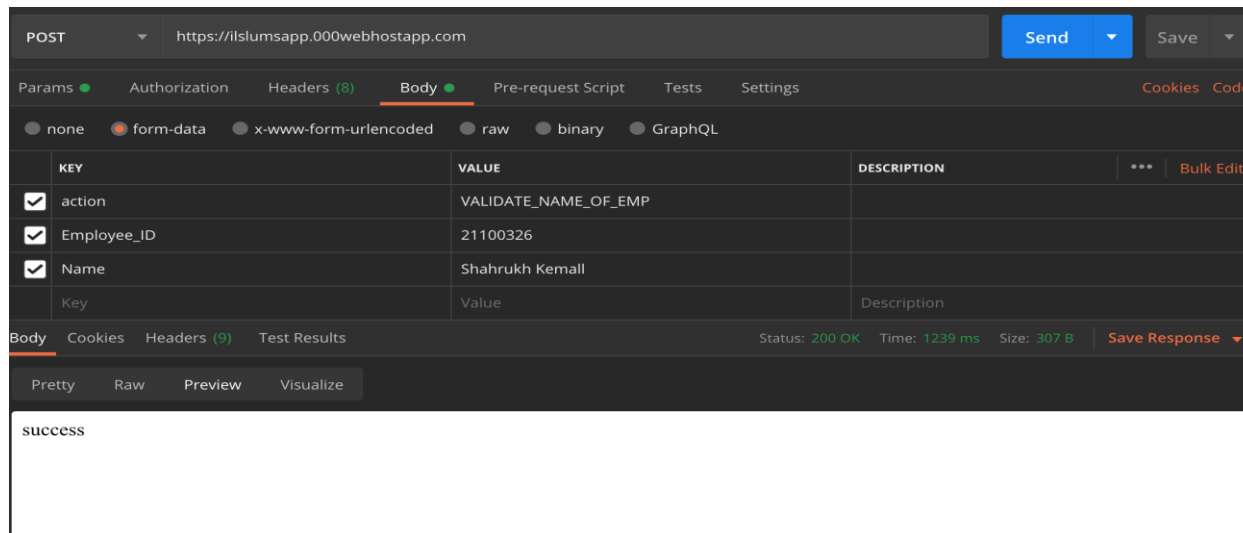 POST https://ilslumsapp.000webhostapp.com Send Save
Params Authorization Headers (8) Body Pre-request Script Tests Settings Cookies Code
none form-data x-www-form-urlencoded raw binary GraphQL
KEY VALUE DESCRIPTION ••• Bulk Edit
action VALIDATE_NAME_OF_EMP
Employee_ID 21100326
Name Shahrukh Kemall
Key Value Description
Body Cookies Headers (9) Test Results Status: 200 OK Time: 1239 ms Size: 307 B Save Response
Pretty Raw Preview Visualize
success